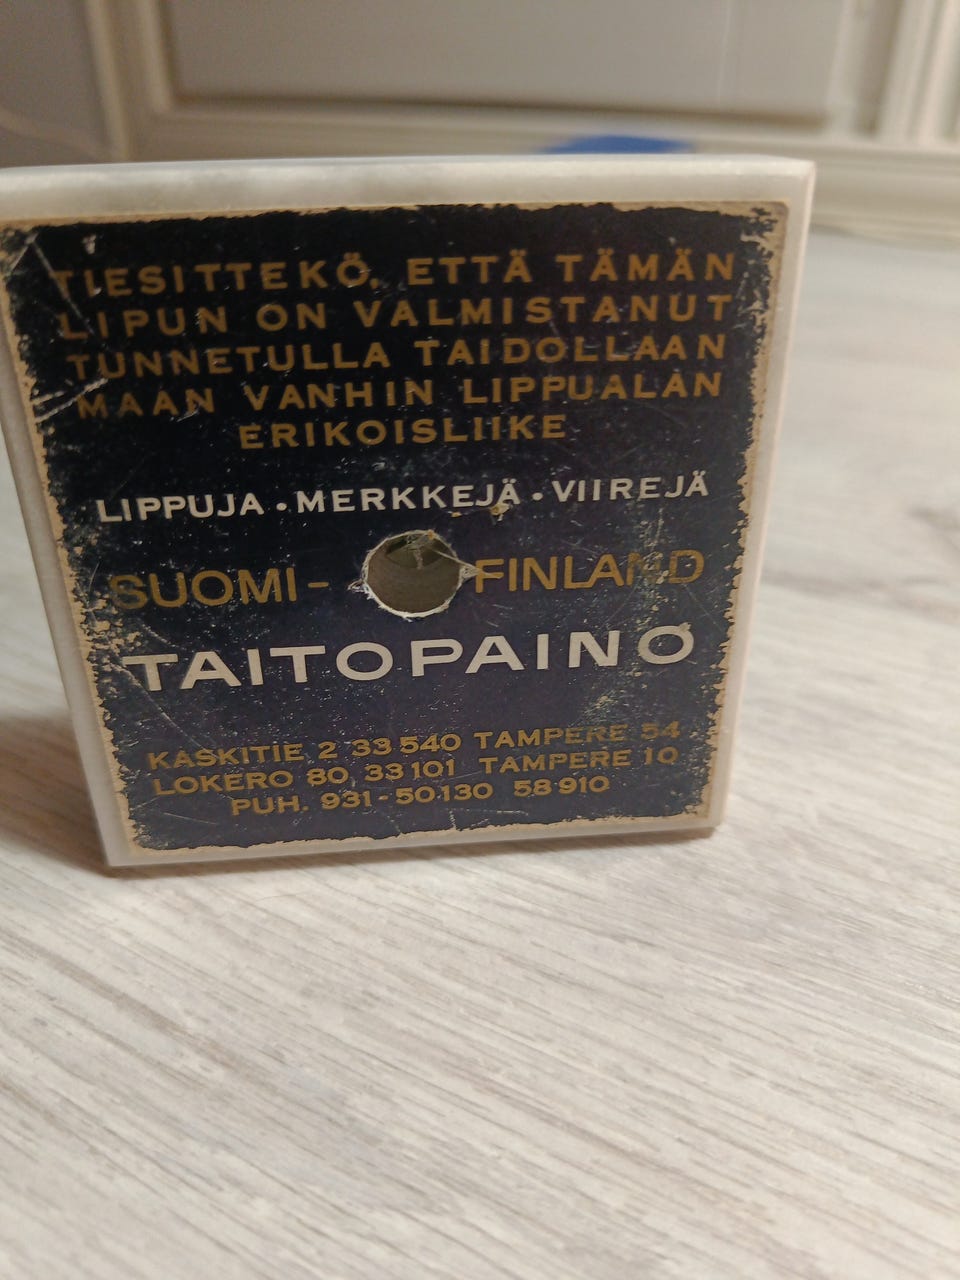 TIESITTEKÖ, ETTÄ TÄMÄN
LIPUN ON VALMISTANUT
TUNNETULLA TAIDOLLAAN
MAAN VANHIN LIPPUALAN
ERIKOISLIIKE
LIPPUJA • MERKKEJÄ • VIIREJÄ
SUOMI - FINLAND
TAITOPAINO
KASKITIE 2 33 540 TAMPERE 54
LOKERO 80, 33 101 TAMPERE 10
PUH. 931-50130 58 910